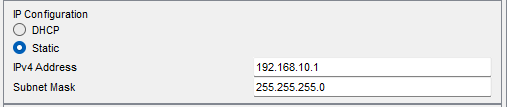 IP Configuration
DHCP
Static
IPv4 Address 192.168.10.1
Subnet Mask 255.255.255.0